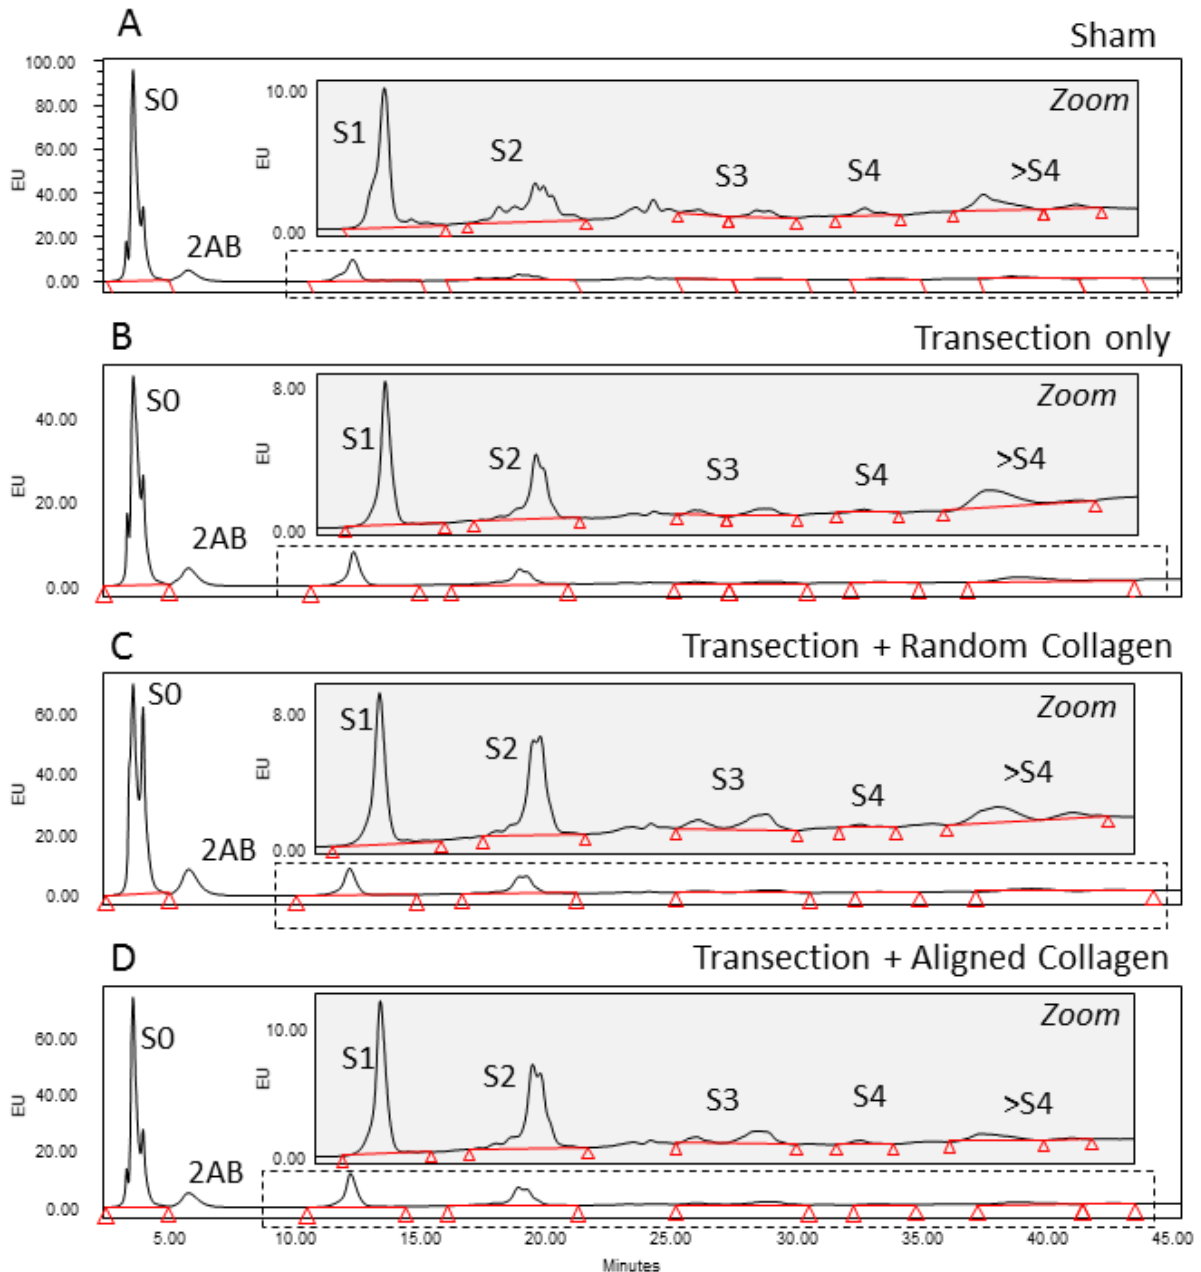 A
Sham
100.00
80.00
60.00
40.00
20.00
0.00
EU
S0
2AB
10.00
0.00
EU
Zoom
S1
S2
S3
S4
>S4
B
Transection only
40.00
20.00
0.00
EU
S0
2AB
8.00
0.00
EU
Zoom
S1
S2
S3
S4
>S4
C
Transection + Random Collagen
60.00
40.00
20.00
0.00
EU
S0
2AB
8.00
0.00
EU
Zoom
S1
S2
S3
S4
>S4
D
Transection + Aligned Collagen
60.00
40.00
20.00
0.00
EU
S0
2AB
10.00
0.00
EU
Zoom
S1
S2
S3
S4
>S4
5.00 10.00 15.00 20.00 25.00 30.00 35.00 40.00 45.00
Minutes